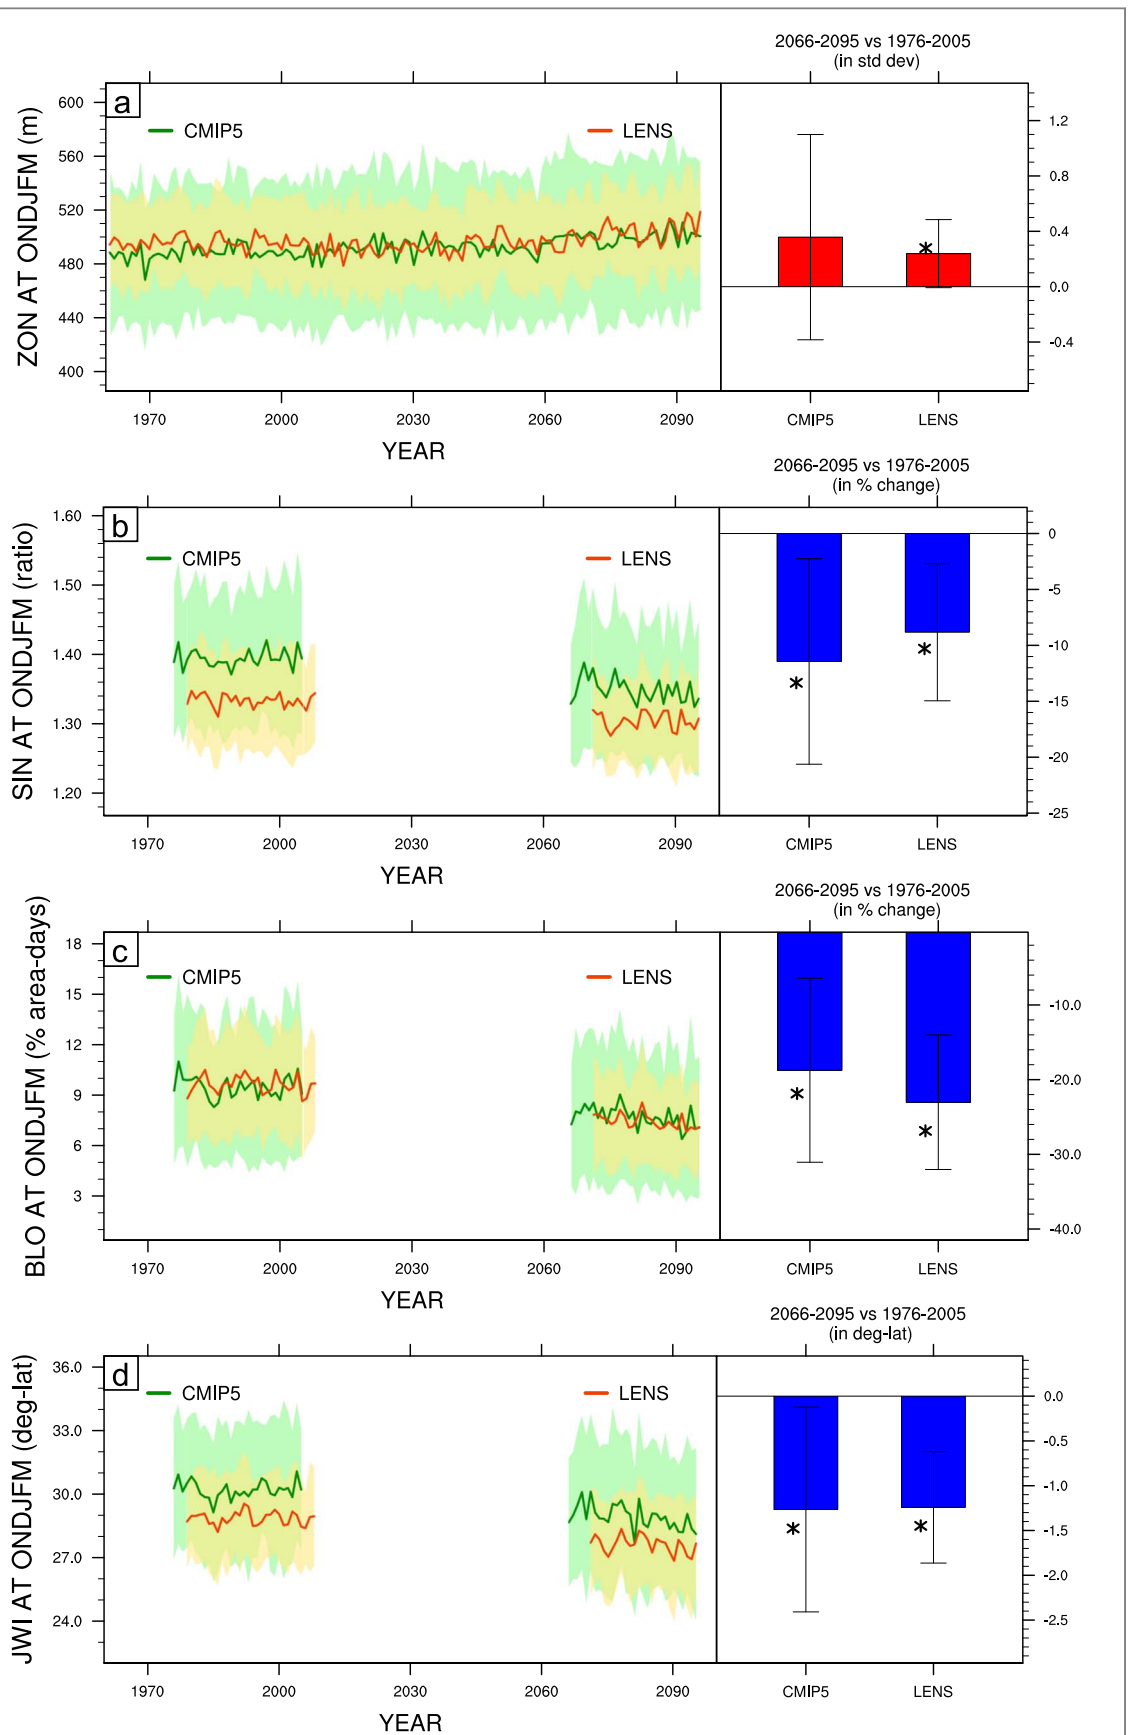 2066-2095 vs 1976-2005
(in std dev)
a
CMIP5
LENS
ZON AT ONDJFM (m)
600
560
520
480
440
400
1.2
0.8
0.4
0.0
-0.4
1970
2000
2030
2060
2090
CMIP5
LENS
YEAR
2066-2095 vs 1976-2005
(in % change)
b
CMIP5
LENS
SIN AT ONDJFM (ratio)
1.60
1.50
1.40
1.30
1.20
0
-5
-10
-15
-20
-25
1970
2000
2030
2060
2090
CMIP5
LENS
YEAR
2066-2095 vs 1976-2005
(in % change)
c
CMIP5
LENS
BLO AT ONDJFM (% area-days)
18
15
12
9
6
3
-10.0
-20.0
-30.0
-40.0
1970
2000
2030
2060
2090
CMIP5
LENS
YEAR
2066-2095 vs 1976-2005
(in deg-lat)
d
CMIP5
LENS
JWI AT ONDJFM (deg-lat)
36.0
33.0
30.0
27.0
24.0
0.0
-0.5
-1.0
-1.5
-2.0
-2.5
1970
2000
2030
2060
2090
CMIP5
LENS
YEAR